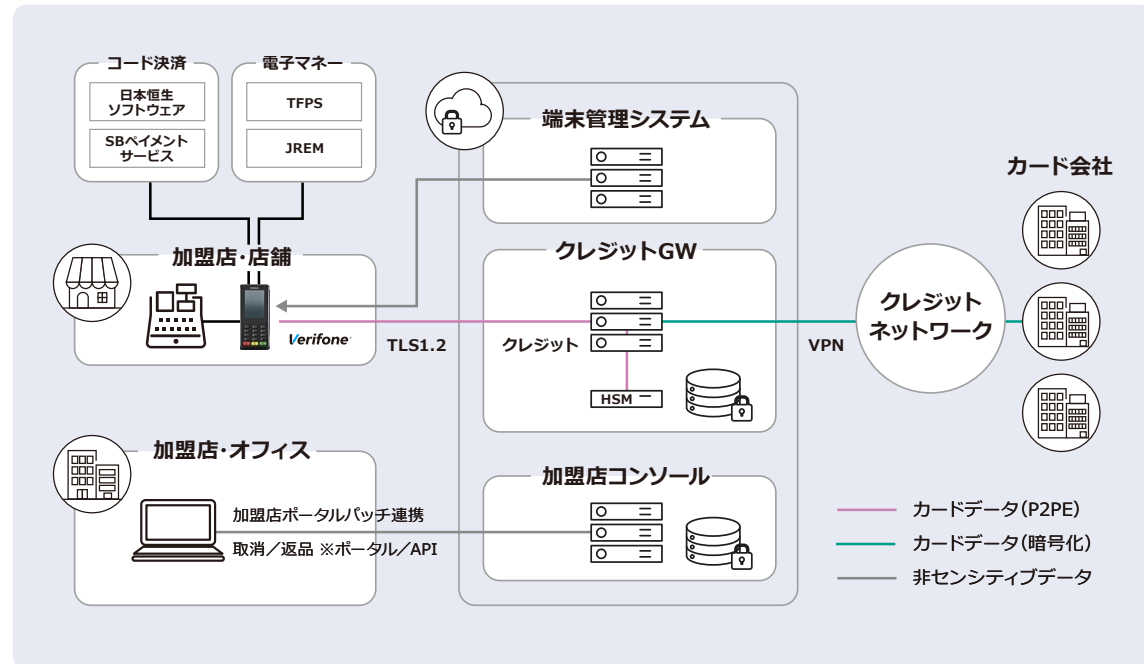 コード決済
日本恒生
ソフトウェア
SBペイメント
サービス
電子マネー
TFPS
JREM
端末管理システム
カード会社
加盟店・店舗
Verifone
TLS1.2
クレジットGW
クレジット
HSM
VPN
クレジット
ネットワーク
加盟店・オフィス
加盟店ポータルパッチ連携
取消／返品 ※ポータル／API
加盟店コンソール
カードデータ（P2PE）
カードデータ（暗号化）
非センシティブデータ